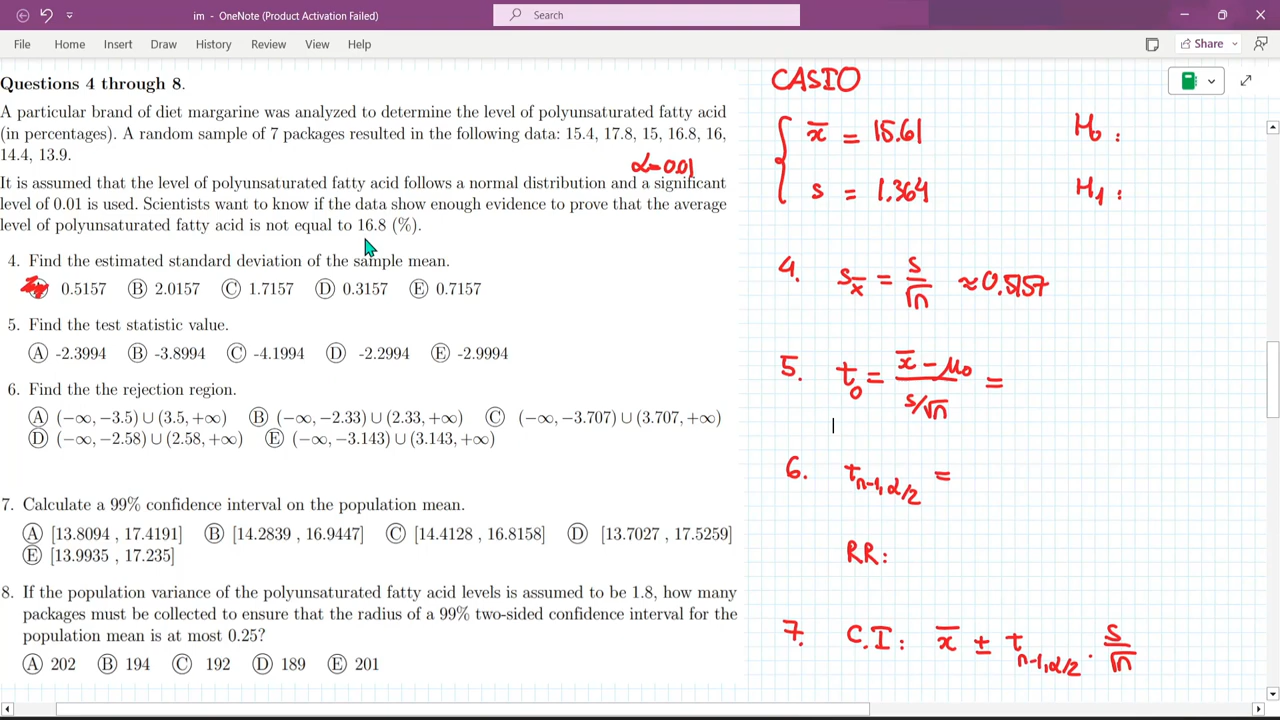 im - OneNote (Product Activation Failed)
Search
File Home Insert Draw History Review View Help
Share
Questions 4 through 8.
A particular brand of diet margarine was analyzed to determine the level of polyunsaturated fatty acid
(in percentages). A random sample of 7 packages resulted in the following data: 15.4, 17.8, 15, 16.8, 16,
14.4, 13.9.
α=0.01
It is assumed that the level of polyunsaturated fatty acid follows a normal distribution and a significant
level of 0.01 is used. Scientists want to know if the data show enough evidence to prove that the average
level of polyunsaturated fatty acid is not equal to 16.8 (%).
4. Find the estimated standard deviation of the sample mean.
0.5157 Ⓑ 2.0157 Ⓒ 1.7157 Ⓓ 0.3157 Ⓔ 0.7157
5. Find the test statistic value.
Ⓐ -2.3994 Ⓑ -3.8994 Ⓒ -4.1994 Ⓓ -2.2994 Ⓔ -2.9994
6. Find the the rejection region.
Ⓐ (−∞, −3.5) ∪ (3.5, +∞) Ⓑ (−∞, −2.33) ∪ (2.33, +∞) Ⓒ (−∞, −3.707) ∪ (3.707, +∞)
Ⓓ (−∞, −2.58) ∪ (2.58, +∞) Ⓔ (−∞, −3.143) ∪ (3.143, +∞)
7. Calculate a 99% confidence interval on the population mean.
Ⓐ [13.8094 , 17.4191] Ⓑ [14.2839 , 16.9447] Ⓒ [14.4128 , 16.8158] Ⓓ [13.7027 , 17.5259]
Ⓔ [13.9935 , 17.235]
8. If the population variance of the polyunsaturated fatty acid levels is assumed to be 1.8, how many
packages must be collected to ensure that the radius of a 99% two-sided confidence interval for the
population mean is at most 0.25?
Ⓐ 202 Ⓑ 194 Ⓒ 192 Ⓓ 189 Ⓔ 201
CASIO
x̄ = 15.61 H₀ :
s = 1.364 H₁ :
4. s_x̄ = s/√n ≈0.5157
5. t₀ = (x̄ − μ₀)/(s/√n) =
6. t_n-1,α/2 =
RR:
7. C.I: x̄ ± t_n-1,α/2 · s/√n